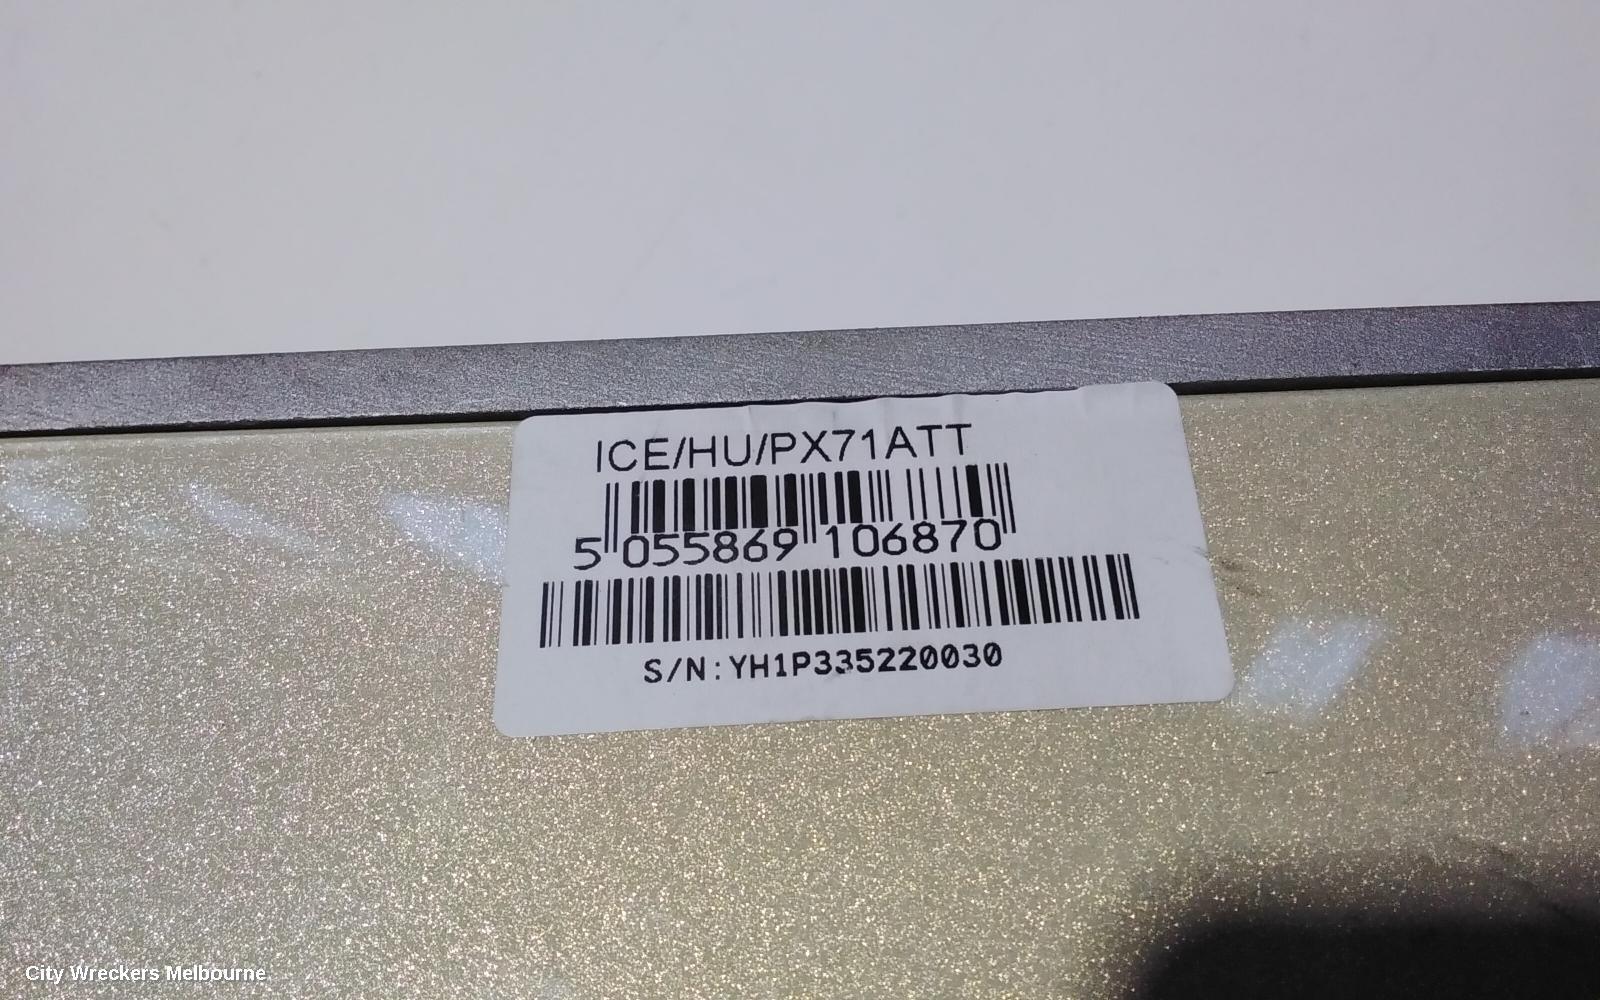 ICE/HU/PX71ATT
5 055869 106870
S/N:YH1P335220030
City Wreckers Melbourne